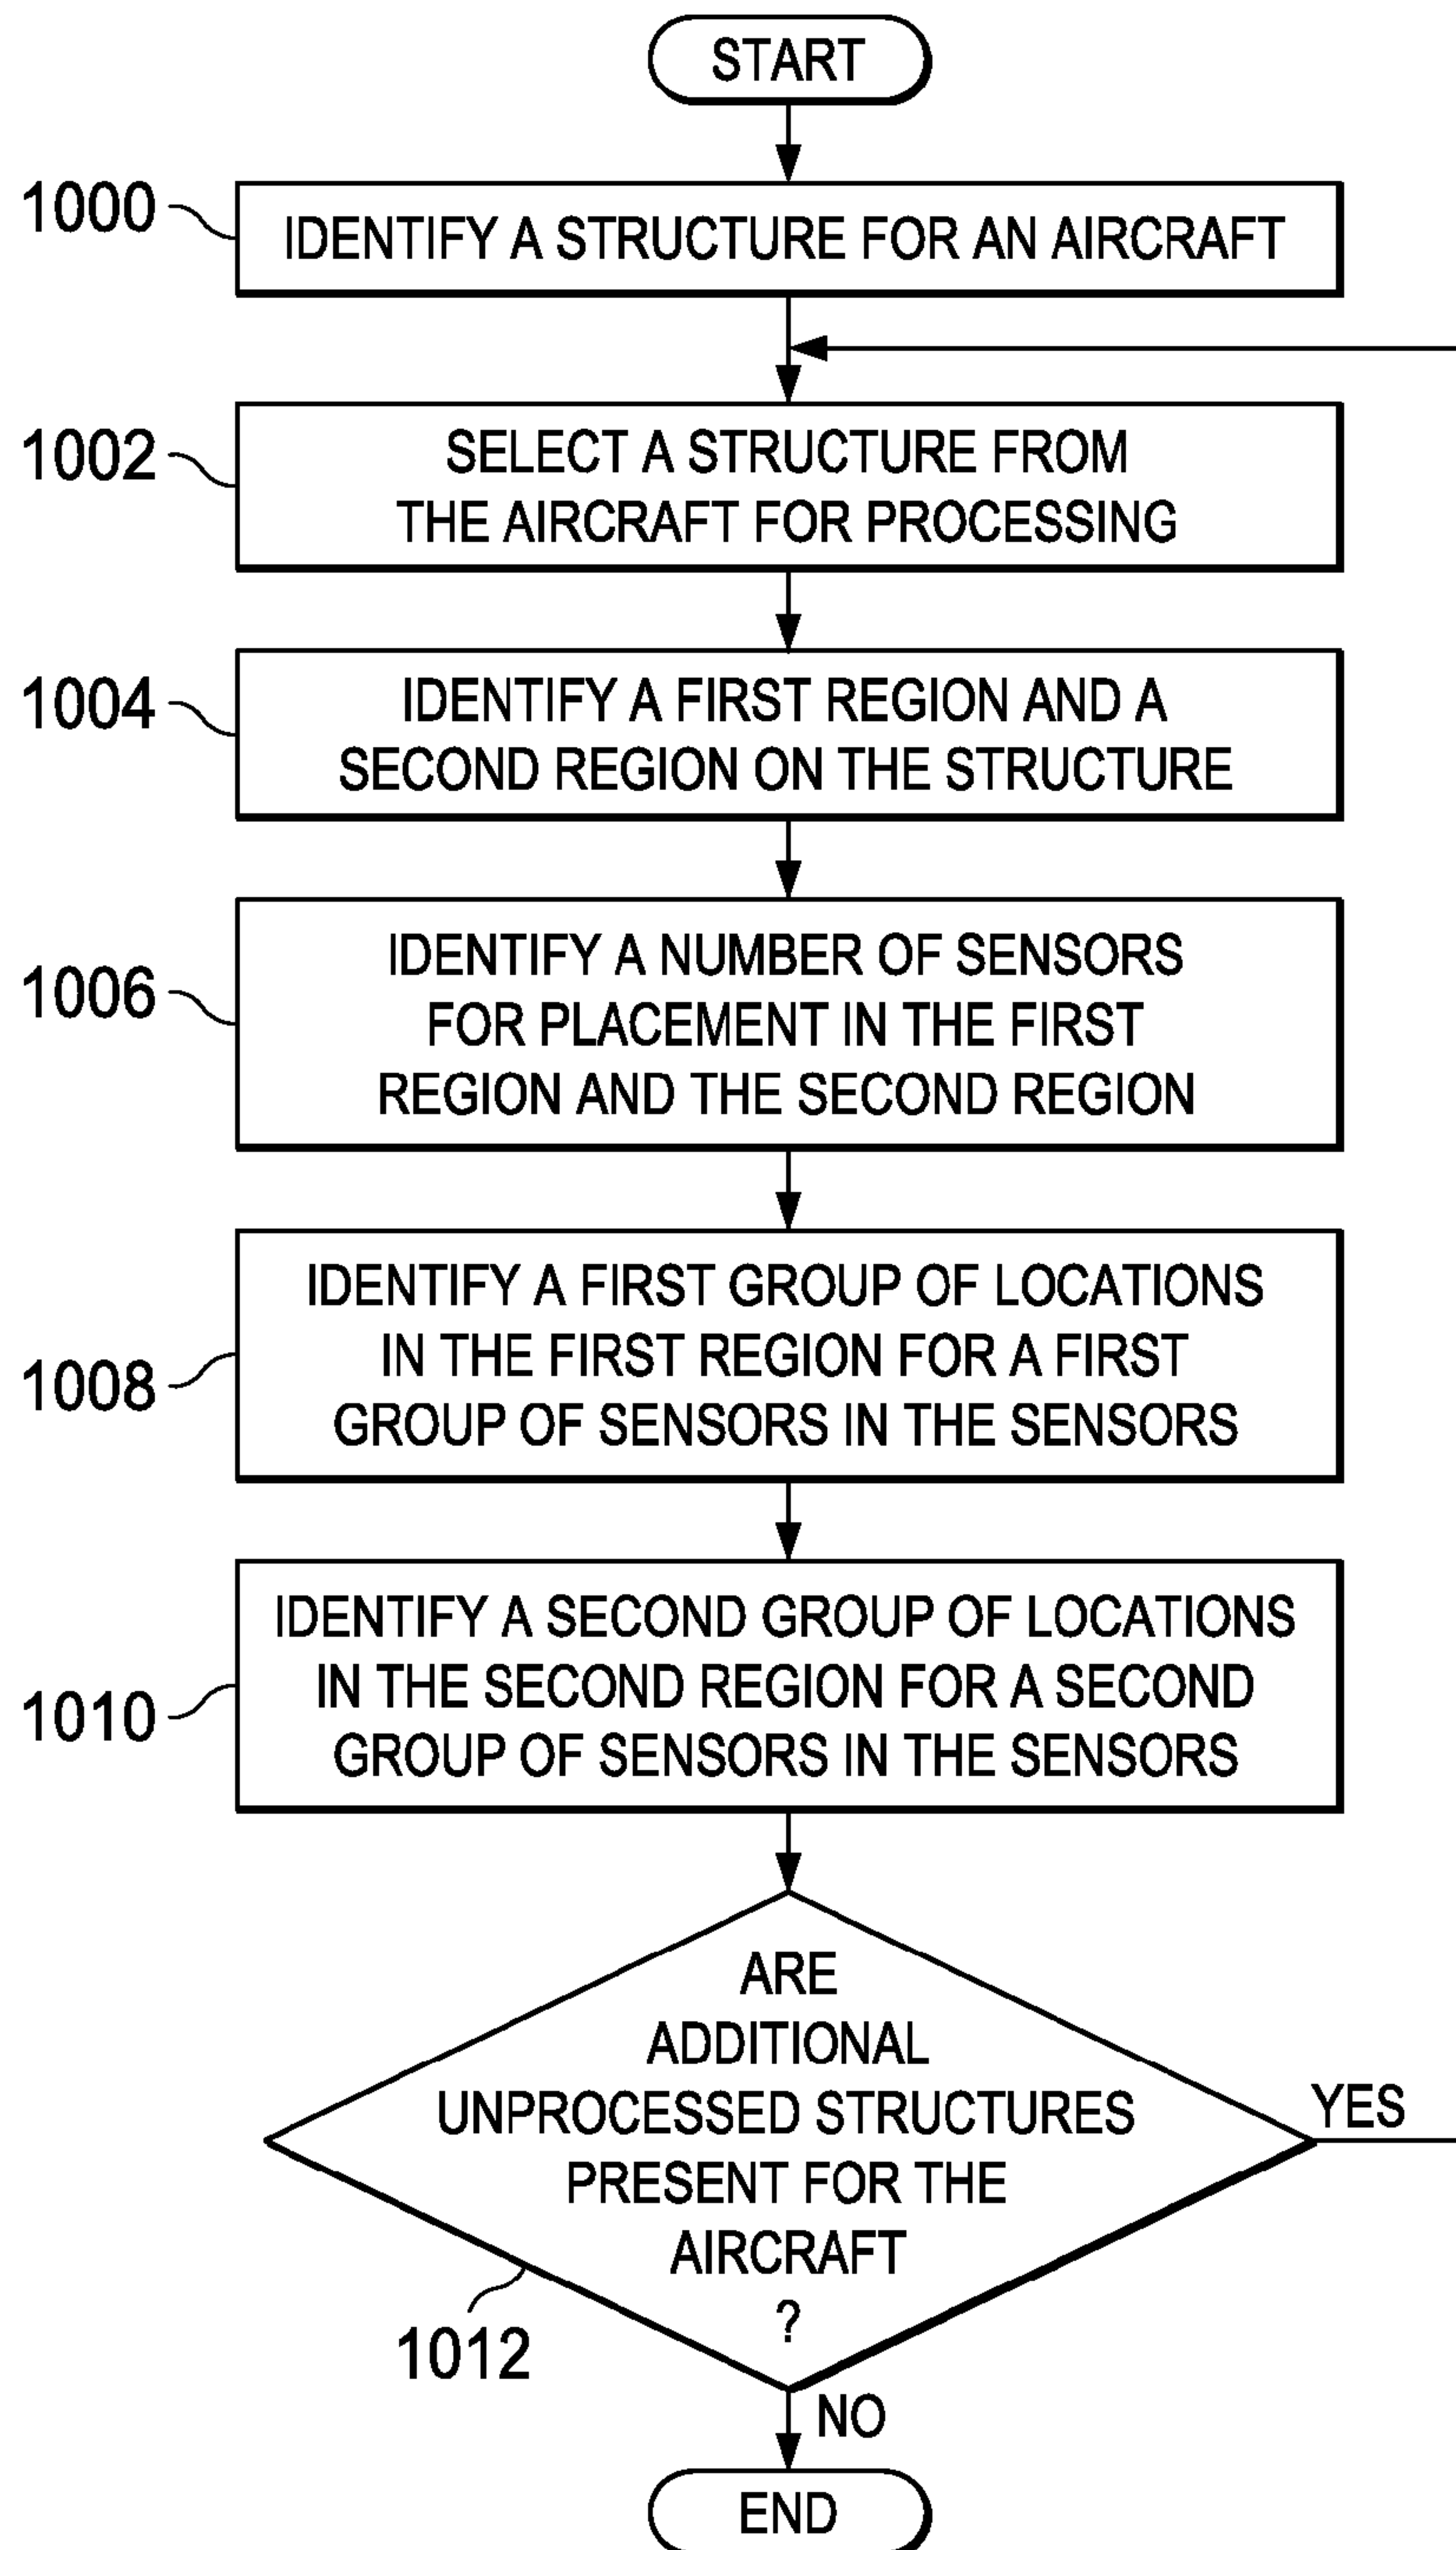 START
1000
IDENTIFY A STRUCTURE FOR AN AIRCRAFT
1002
SELECT A STRUCTURE FROM
THE AIRCRAFT FOR PROCESSING
1004
IDENTIFY A FIRST REGION AND A
SECOND REGION ON THE STRUCTURE
1006
IDENTIFY A NUMBER OF SENSORS
FOR PLACEMENT IN THE FIRST
REGION AND THE SECOND REGION
1008
IDENTIFY A FIRST GROUP OF LOCATIONS
IN THE FIRST REGION FOR A FIRST
GROUP OF SENSORS IN THE SENSORS
1010
IDENTIFY A SECOND GROUP OF LOCATIONS
IN THE SECOND REGION FOR A SECOND
GROUP OF SENSORS IN THE SENSORS
ARE
ADDITIONAL
UNPROCESSED STRUCTURES
PRESENT FOR THE
AIRCRAFT
?
YES
1012
NO
END